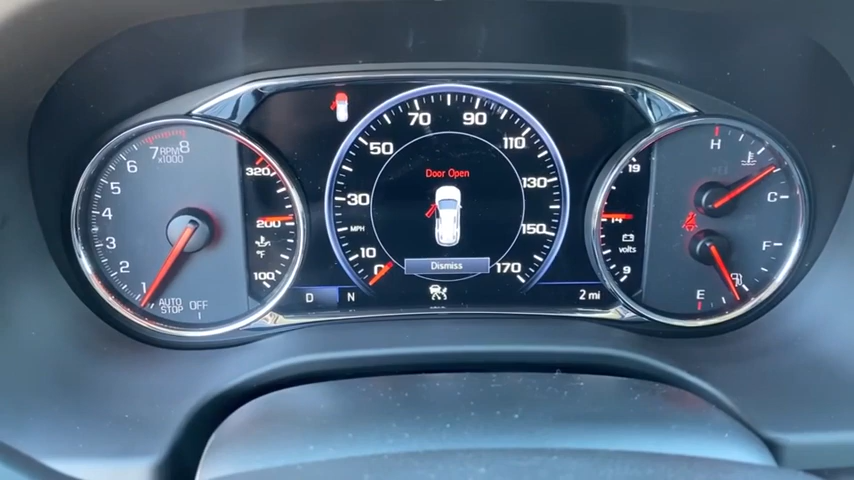 8
7 RPM
x1000
6
5
4
3
2
1
AUTO
STOP
OFF
320
200
°F
100
10
30
50
70
90
110
130
150
170
0
MPH
Door Open
Dismiss
D N
2 mi
19
14
volts
9
H
C
F
E